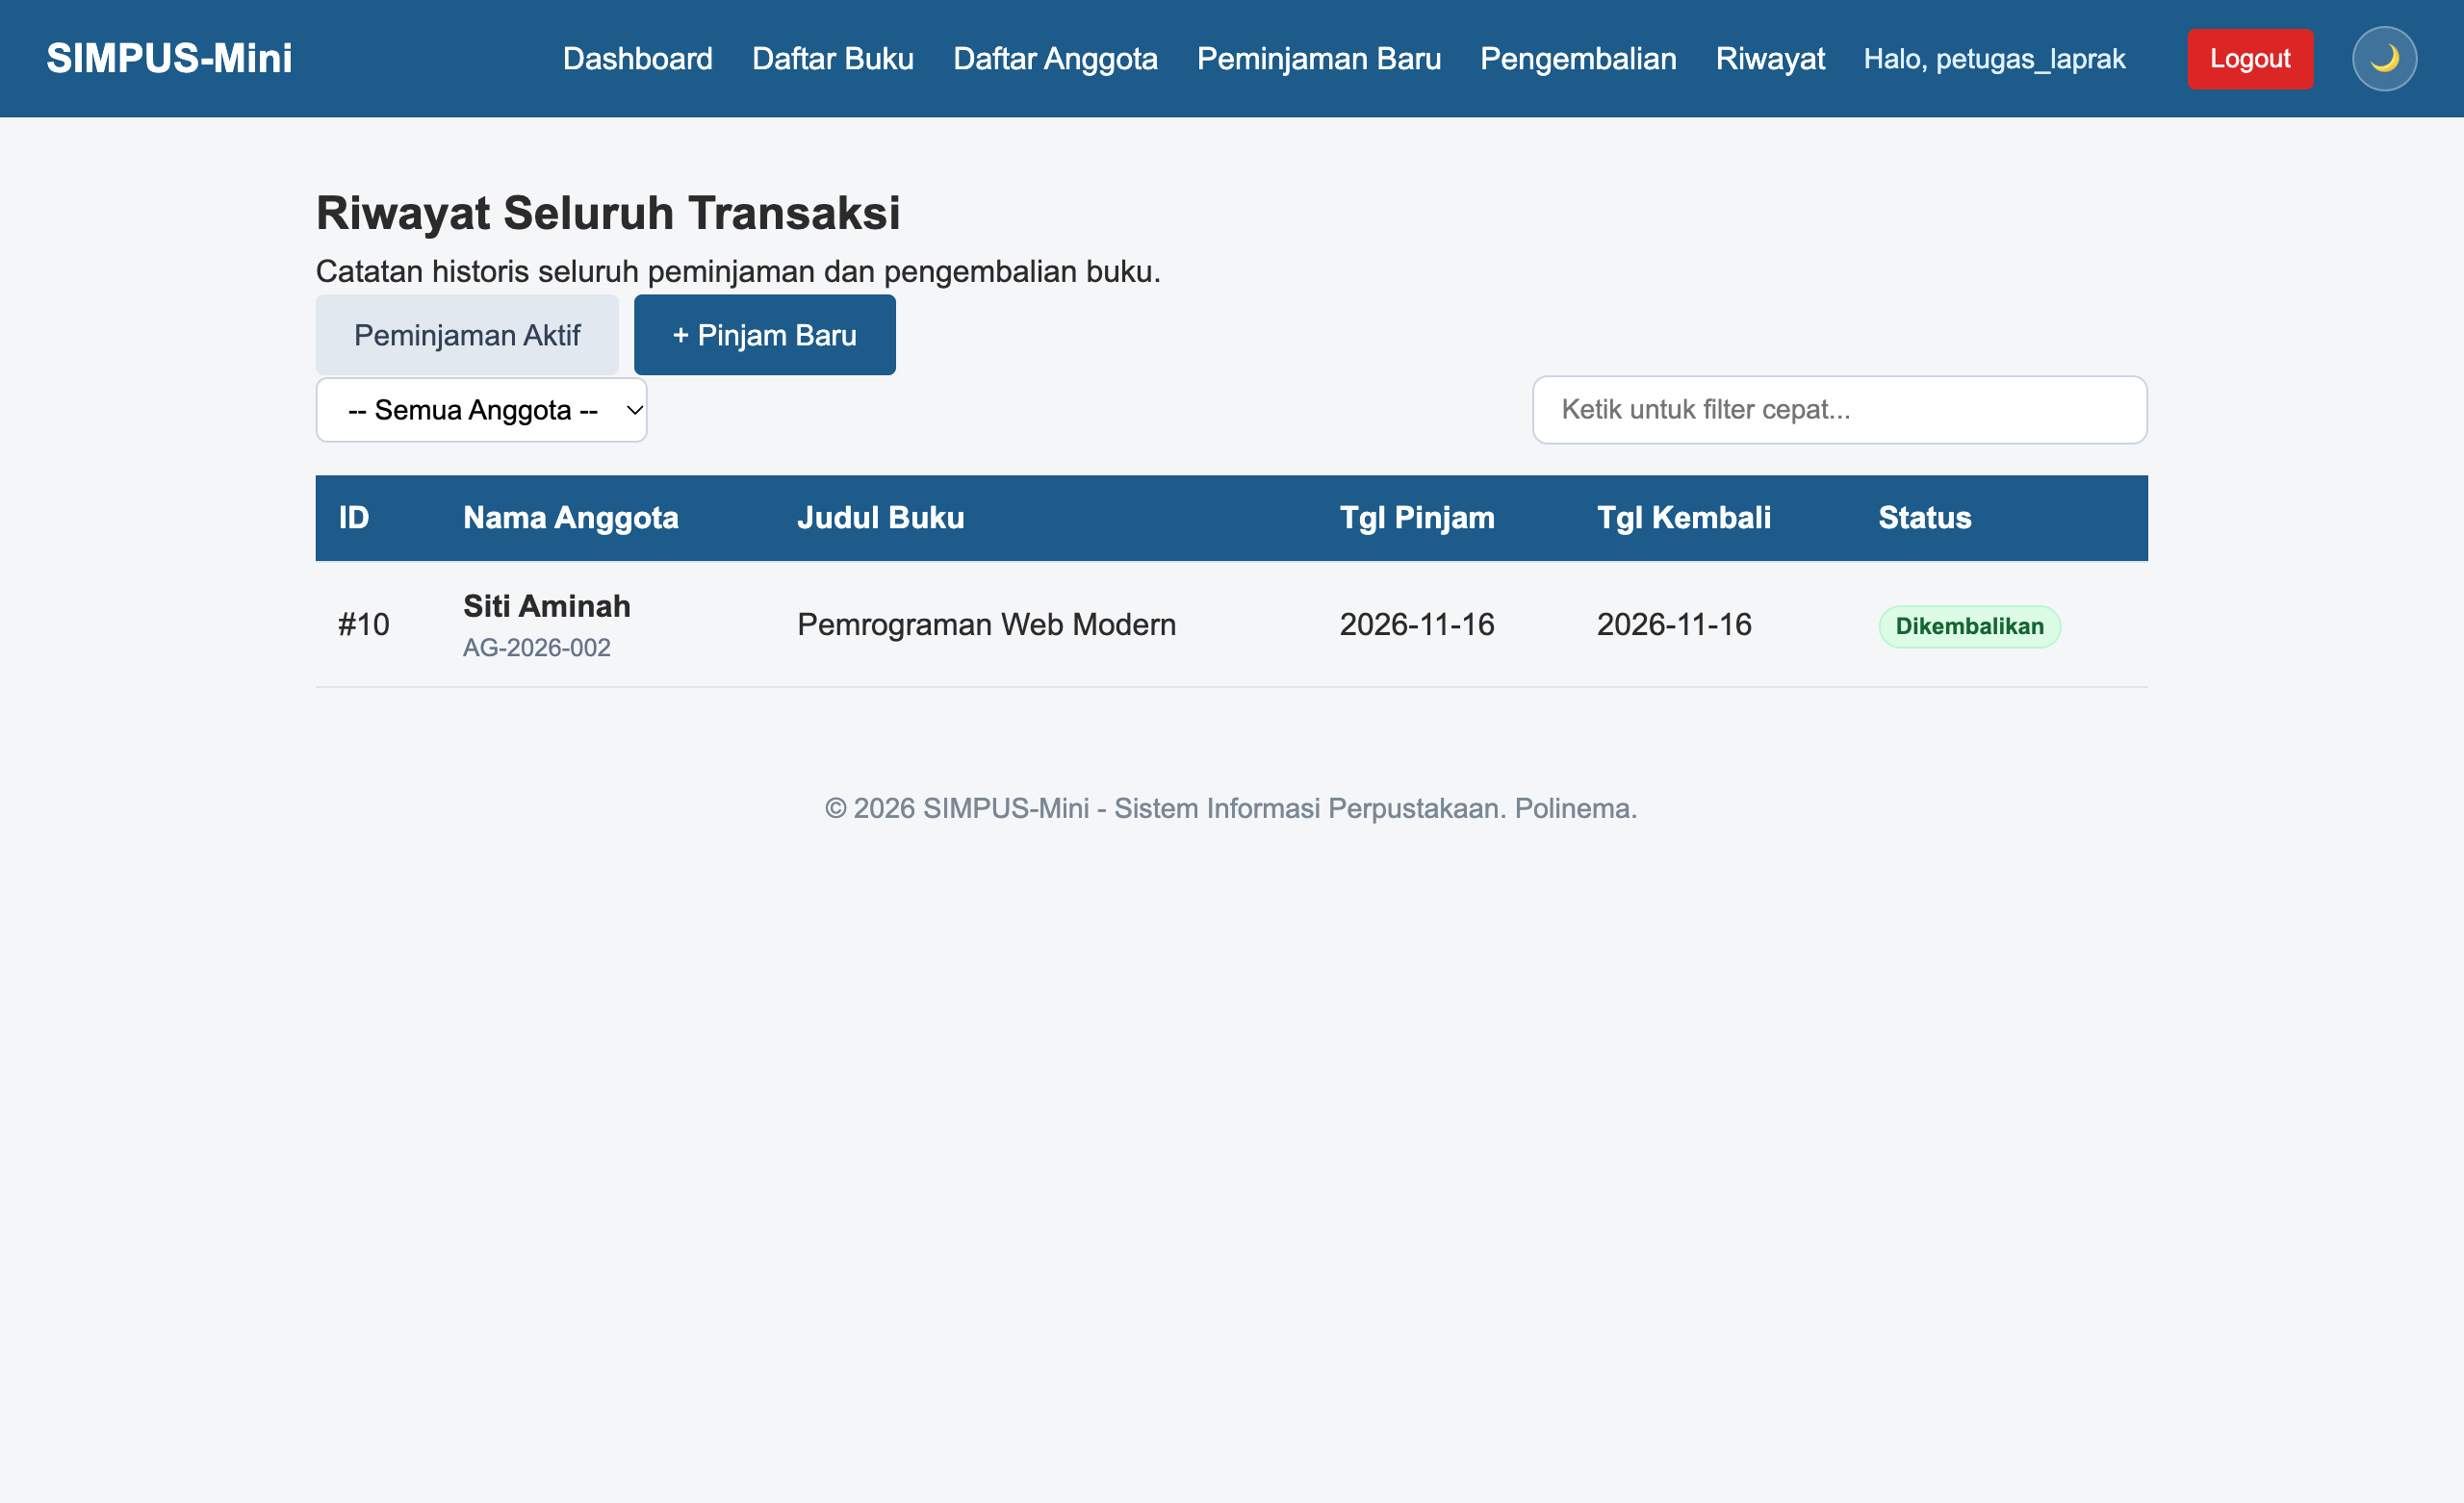 SIMPUS-Mini Dashboard Daftar Buku Daftar Anggota Peminjaman Baru Pengembalian Riwayat Halo, petugas_laprak Logout
Riwayat Seluruh Transaksi
Catatan historis seluruh peminjaman dan pengembalian buku.
Peminjaman Aktif + Pinjam Baru
-- Semua Anggota -- Ketik untuk filter cepat...
ID Nama Anggota Judul Buku Tgl Pinjam Tgl Kembali Status
#10 Siti Aminah Pemrograman Web Modern 2026-11-16 2026-11-16 Dikembalikan
AG-2026-002
© 2026 SIMPUS-Mini - Sistem Informasi Perpustakaan. Polinema.